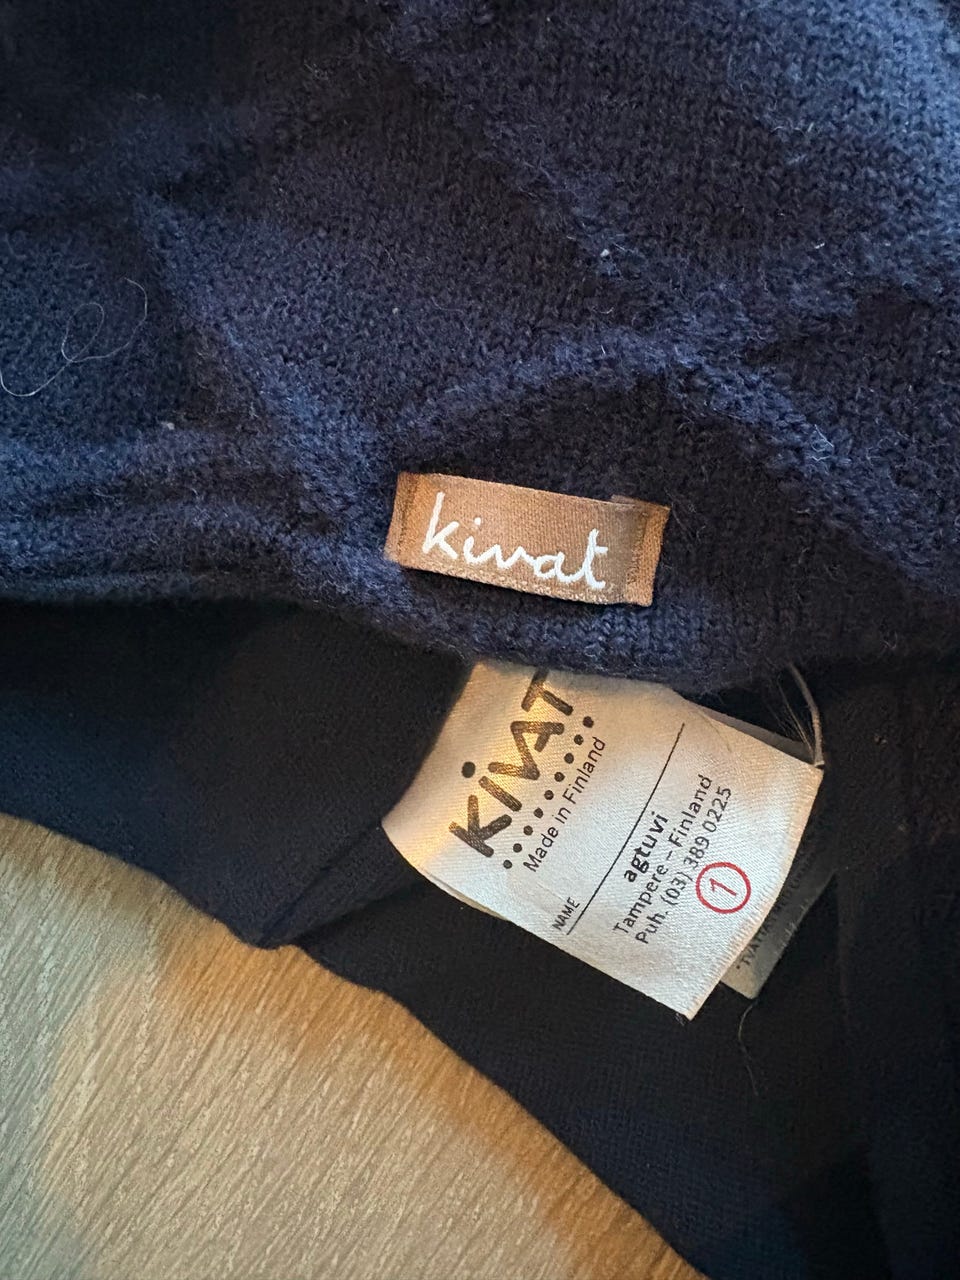 kivat
KIVAT
Made in Finland
NAME
agtuvi
Tampere – Finland
Puh. (03) 389 0225
1